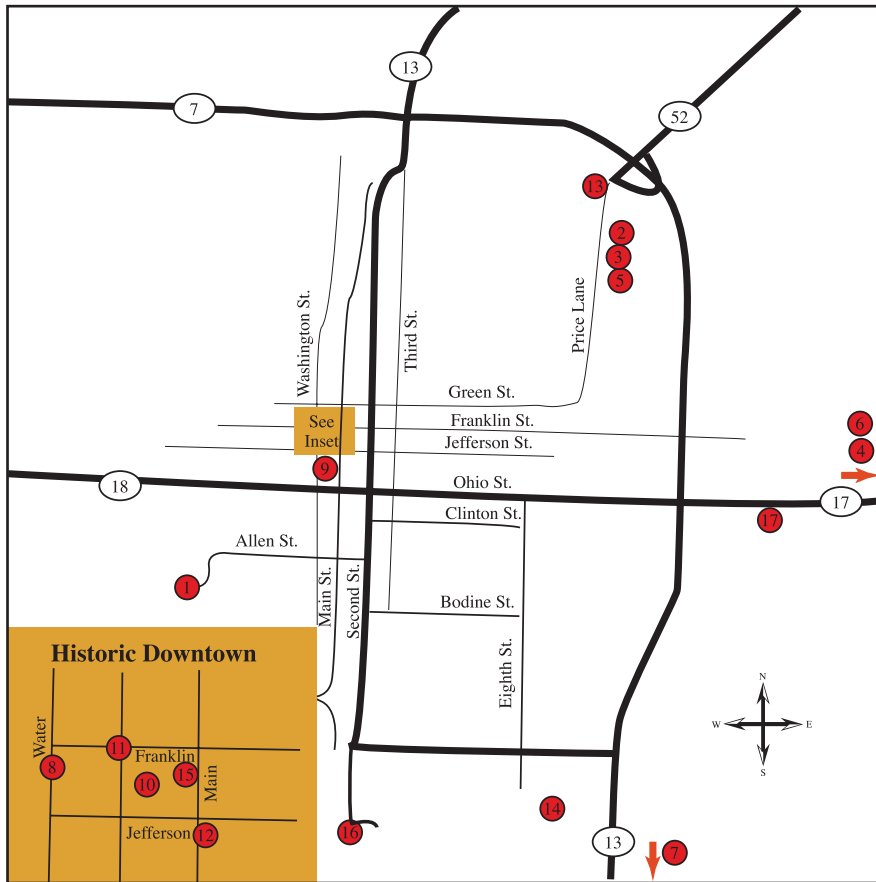 13
7
52
13
2
3
5
Washington St.
Third St.
Price Lane
Green St.
See
Inset
Franklin St.
Jefferson St.
6
4
9
18
Ohio St.
17
Clinton St.
17
Allen St.
1
Main St.
Second St.
Bodine St.
Eighth St.
Historic Downtown
Water
11
Franklin
8
10
15
Main
Jefferson
12
N
W
E
S
16
14
13
7